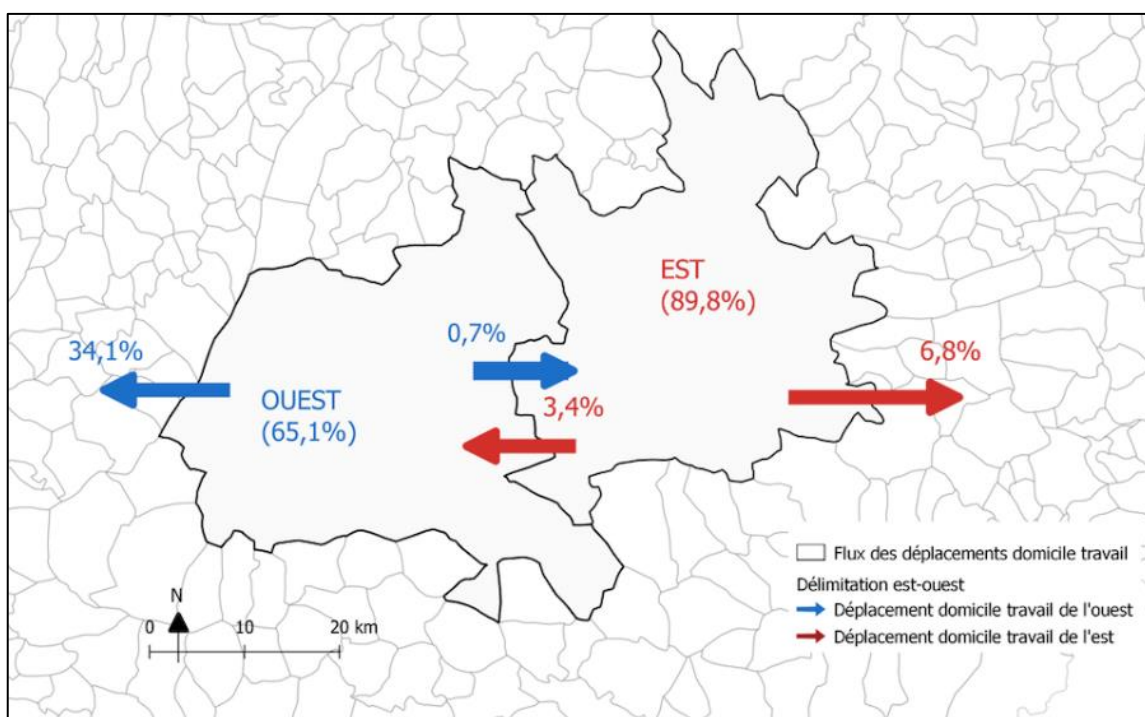 EST
(89,8%)
34,1%
0,7%
6,8%
OUEST
(65,1%)
3,4%
Flux des déplacements domicile travail
Délimitation est-ouest
Déplacement domicile travail de l'ouest
Déplacement domicile travail de l'est
N
0 10 20 km